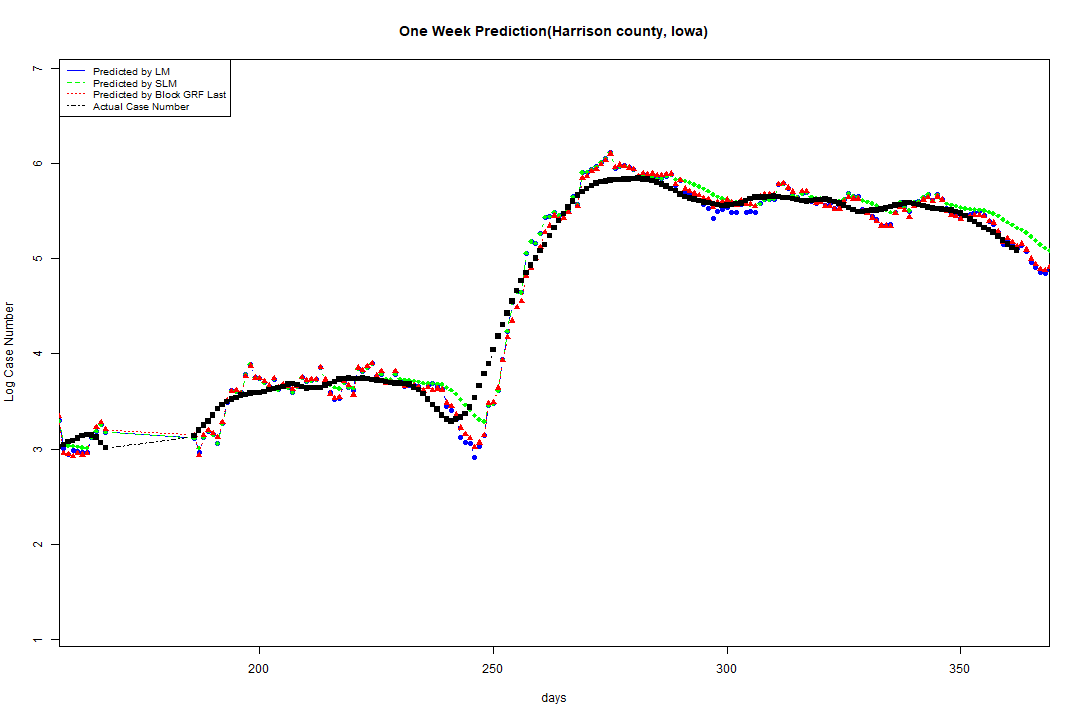 One Week Prediction(Harrison county, Iowa)
Predicted by LM
Predicted by SLM
Predicted by Block GRF Last
Actual Case Number
7
6
5
4
3
2
1
Log Case Number
200
250
300
350
days